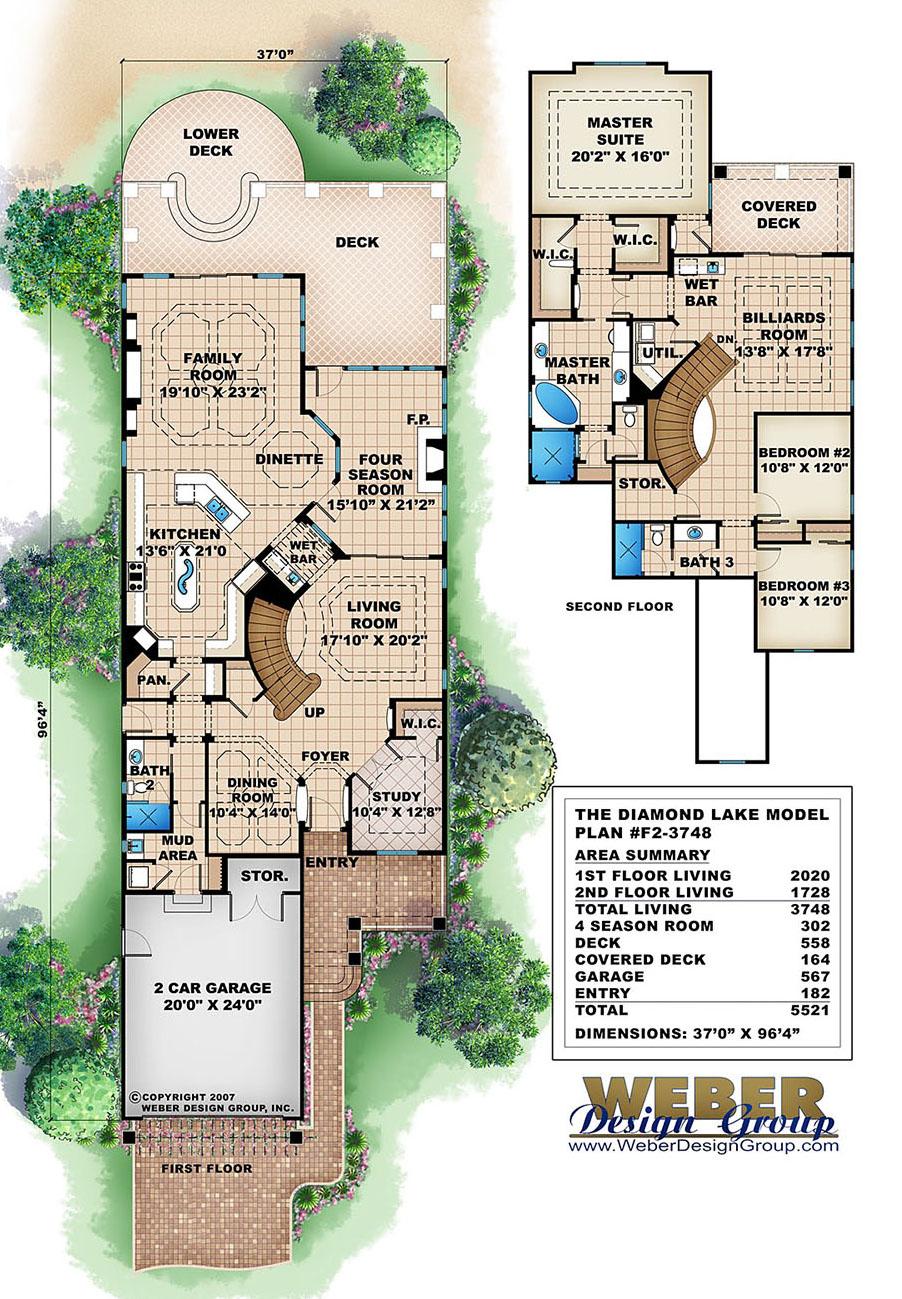 37'0"
LOWER
DECK
DECK
FAMILY
ROOM
19'10" X 23'2"
F.P.
DINETTE
FOUR
SEASON
ROOM
15'10" X 21'2"
KITCHEN
13'6" X 21'0
WET
BAR
LIVING
ROOM
17'10" X 20'2"
PAN.
UP
W.I.C.
96'4"
FOYER
BATH
2
DINING
ROOM
10'4" X 14'0"
STUDY
10'4" X 12'8"
MUD
AREA
ENTRY
STOR.
2 CAR GARAGE
20'0" X 24'0"
©COPYRIGHT 2007
WEBER DESIGN GROUP, INC.
FIRST FLOOR
MASTER
SUITE
20'2" X 16'0"
COVERED
DECK
W.I.C.
W.I.C.
WET
BAR
BILLIARDS
ROOM
13'8" X 17'8"
DN
UTIL.
MASTER
BATH
BEDROOM #2
10'8" X 12'0"
STOR.
BATH 3
BEDROOM #3
10'8" X 12'0"
SECOND FLOOR
THE DIAMOND LAKE MODEL
PLAN #F2-3748
AREA SUMMARY
1ST FLOOR LIVING 2020
2ND FLOOR LIVING 1728
TOTAL LIVING 3748
4 SEASON ROOM 302
DECK 558
COVERED DECK 164
GARAGE 567
ENTRY 182
TOTAL 5521
DIMENSIONS: 37'0" X 96'4"
WEBER
Design Group
www.WeberDesignGroup.com